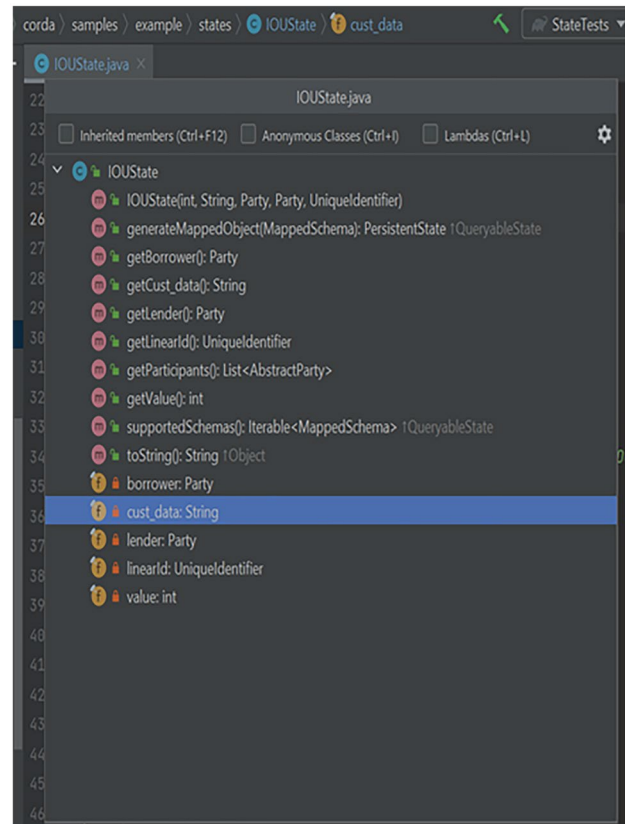 corda › samples › example › states › IOUState › cust_data StateTests
IOUState.java ×
22 IOUState.java
23 Inherited members (Ctrl+F12) Anonymous Classes (Ctrl+I) Lambdas (Ctrl+L)
24 IOUState
25 IOUState(int, String, Party, Party, UniqueIdentifier)
26 generateMappedObject(MappedSchema): PersistentState ↑QueryableState
27 getBorrower(): Party
28 getCust_data(): String
29 getLender(): Party
30 getLinearId(): UniqueIdentifier
31 getParticipants(): List<AbstractParty>
32 getValue(): int
33 supportedSchemas(): Iterable<MappedSchema> ↑QueryableState
34 toString(): String ↑Object
35 borrower: Party
36 cust_data: String
37 lender: Party
38 linearId: UniqueIdentifier
39 value: int
40
41
42
43
44
45
46